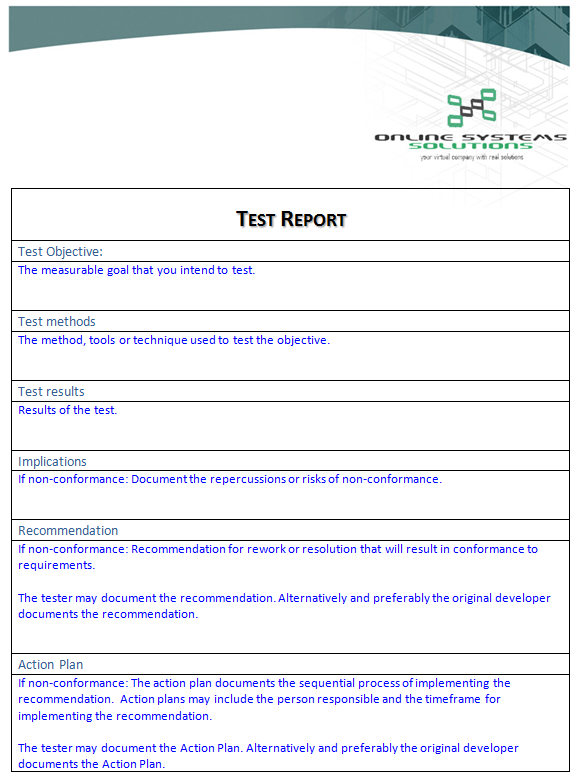 ONLINE SYSTEMS
SOLUTIONS
your virtual company with real solutions
TEST REPORT
Test Objective:
The measurable goal that you intend to test.
Test methods
The method, tools or technique used to test the objective.
Test results
Results of the test.
Implications
If non-conformance: Document the repercussions or risks of non-conformance.
Recommendation
If non-conformance: Recommendation for rework or resolution that will result in conformance to
requirements.
The tester may document the recommendation. Alternatively and preferably the original developer
documents the recommendation.
Action Plan
If non-conformance: The action plan documents the sequential process of implementing the
recommendation.  Action plans may include the person responsible and the timeframe for
implementing the recommendation.
The tester may document the Action Plan. Alternatively and preferably the original developer
documents the Action Plan.